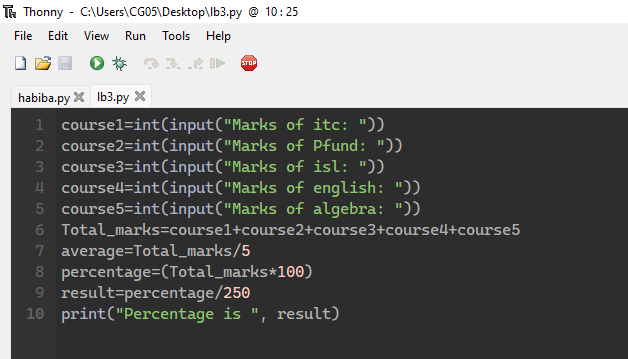 Thonny - C:\Users\CG05\Desktop\lb3.py @ 10:25
File Edit View Run Tools Help
STOP
habiba.py lb3.py
1 course1=int(input("Marks of itc: "))
2 course2=int(input("Marks of Pfund: "))
3 course3=int(input("Marks of isl: "))
4 course4=int(input("Marks of english: "))
5 course5=int(input("Marks of algebra: "))
6 Total_marks=course1+course2+course3+course4+course5
7 average=Total_marks/5
8 percentage=(Total_marks*100)
9 result=percentage/250
10 print("Percentage is ", result)